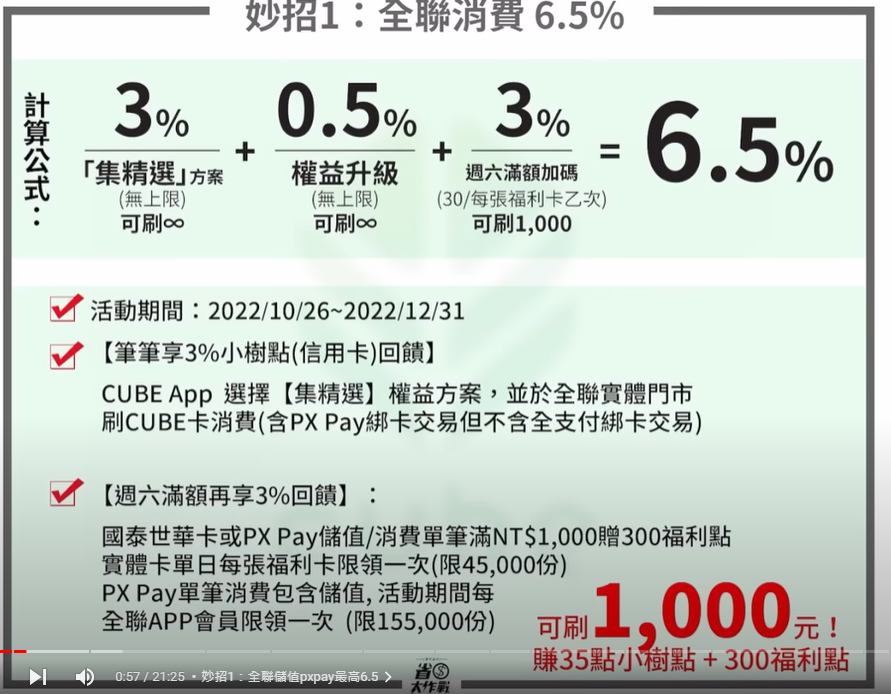 妙招1：全聯消費 6.5%
計算公式：
3% + 0.5% + 3% = 6.5%
「集精選」方案 權益升級 週六滿額加碼
(無上限) (無上限) (30/每張福利卡乙次)
可刷∞ 可刷∞ 可刷1,000
活動期間：2022/10/26~2022/12/31
【筆筆享3%小樹點(信用卡)回饋】
CUBE App 選擇【集精選】權益方案，並於全聯實體門市
刷CUBE卡消費(含PX Pay綁卡交易但不含全支付綁卡交易)
【週六滿額再享3%回饋】：
國泰世華卡或PX Pay儲值/消費單筆滿NT$1,000贈300福利點
實體卡單日每張福利卡限領一次(限45,000份)
PX Pay單筆消費包含儲值, 活動期間每
全聯APP會員限領一次 (限155,000份)
可刷1,000元！
賺35點小樹點 + 300福利點
0:57 / 21:25 • 妙招1：全聯儲值pxpay最高6.5
省$
大作戰